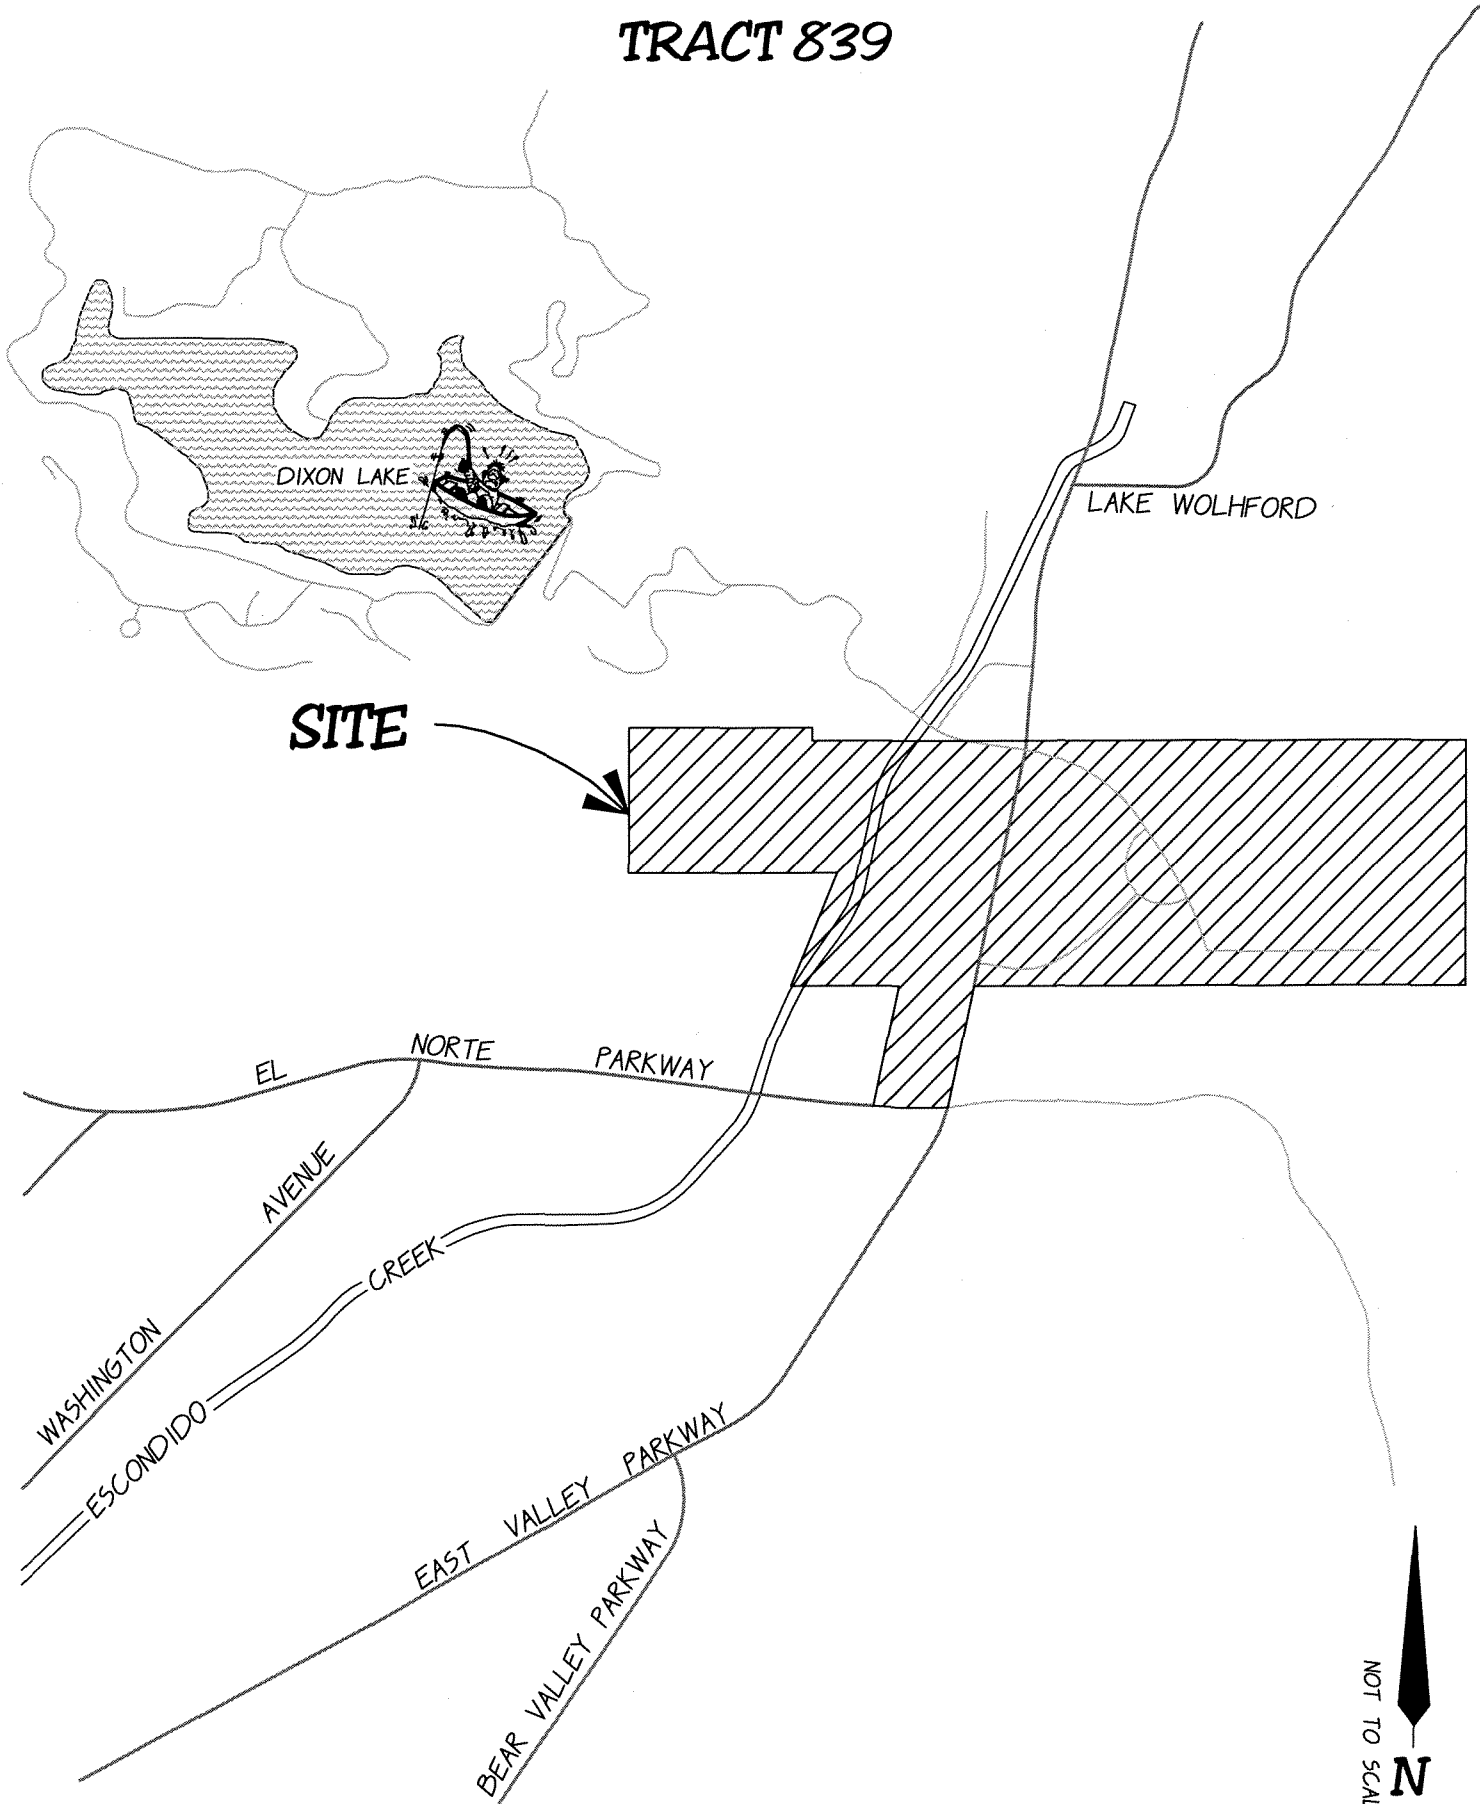 TRACT 839
DIXON LAKE
LAKE WOLHFORD
SITE
EL NORTE PARKWAY
WASHINGTON AVENUE
ESCONDIDO CREEK
EAST VALLEY PARKWAY
BEAR VALLEY PARKWAY
NOT TO SCAL
N